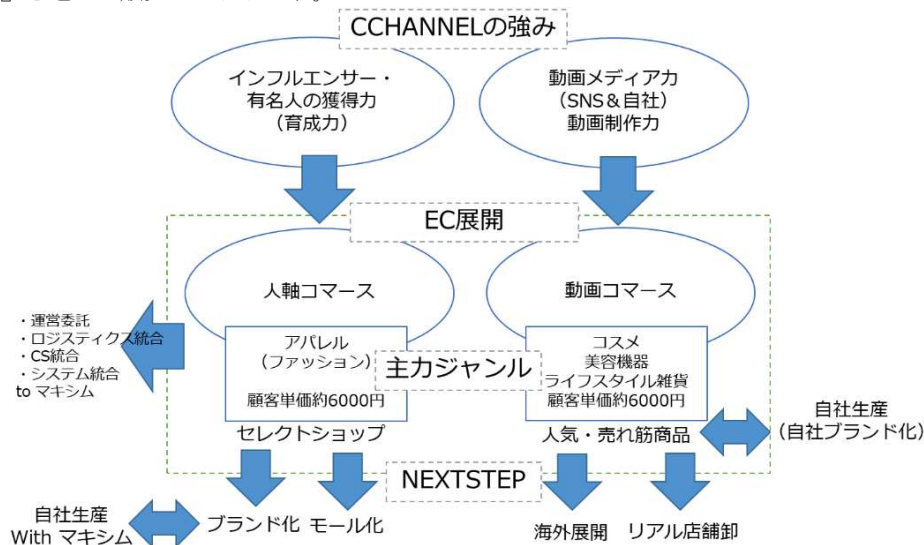 CCHANNELの強み
インフルエンサー・
有名人の獲得力
（育成力）
動画メディア力
（SNS＆自社）
動画制作力
EC展開
人軸コマース
動画コマース
・運営委託
・ロジスティクス統合
・CS統合
・システム統合
to マキシム
アパレル
（ファッション）
顧客単価約6000円
主力ジャンル
コスメ
美容機器
ライフスタイル雑貨
顧客単価約6000円
セレクトショップ
人気・売れ筋商品
自社生産
（自社ブランド化）
NEXTSTEP
自社生産
With マキシム
ブランド化
モール化
海外展開
リアル店舗卸